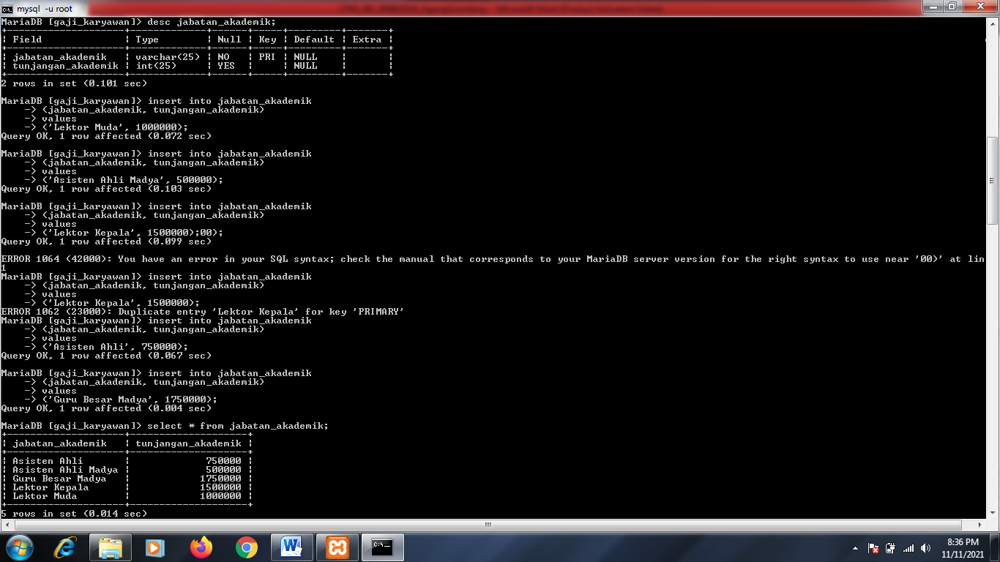 mysql -u root
MariaDB [gaji_karyawan]> desc jabatan_akademik;
+--------------------+-------------+------+-----+---------+-------+
| Field | Type | Null | Key | Default | Extra |
+--------------------+-------------+------+-----+---------+-------+
| jabatan_akademik | varchar(25) | NO | PRI | NULL | |
| tunjangan_akademik | int(25) | YES | | NULL | |
+--------------------+-------------+------+-----+---------+-------+
2 rows in set (0.101 sec)
MariaDB [gaji_karyawan]> insert into jabatan_akademik
-> (jabatan_akademik, tunjangan_akademik)
-> values
-> ('Lektor Muda', 1000000);
Query OK, 1 row affected (0.072 sec)
MariaDB [gaji_karyawan]> insert into jabatan_akademik
-> (jabatan_akademik, tunjangan_akademik)
-> values
-> ('Asisten Ahli Madya', 500000);
Query OK, 1 row affected (0.103 sec)
MariaDB [gaji_karyawan]> insert into jabatan_akademik
-> (jabatan_akademik, tunjangan_akademik)
-> values
-> ('Lektor Kepala', 1500000);00);
Query OK, 1 row affected (0.099 sec)
ERROR 1064 (42000): You have an error in your SQL syntax; check the manual that corresponds to your MariaDB server version for the right syntax to use near '00)' at lin
1
MariaDB [gaji_karyawan]> insert into jabatan_akademik
-> (jabatan_akademik, tunjangan_akademik)
-> values
-> ('Lektor Kepala', 1500000);
ERROR 1062 (23000): Duplicate entry 'Lektor Kepala' for key 'PRIMARY'
MariaDB [gaji_karyawan]> insert into jabatan_akademik
-> (jabatan_akademik, tunjangan_akademik)
-> values
-> ('Asisten Ahli', 750000);
Query OK, 1 row affected (0.067 sec)
MariaDB [gaji_karyawan]> insert into jabatan_akademik
-> (jabatan_akademik, tunjangan_akademik)
-> values
-> ('Guru Besar Madya', 1750000);
Query OK, 1 row affected (0.004 sec)
MariaDB [gaji_karyawan]> select * from jabatan_akademik;
+--------------------+--------------------+
| jabatan_akademik | tunjangan_akademik |
+--------------------+--------------------+
| Asisten Ahli | 750000 |
| Asisten Ahli Madya | 500000 |
| Guru Besar Madya | 1750000 |
| Lektor Kepala | 1500000 |
| Lektor Muda | 1000000 |
+--------------------+--------------------+
5 rows in set (0.014 sec)
8:36 PM
11/11/2021